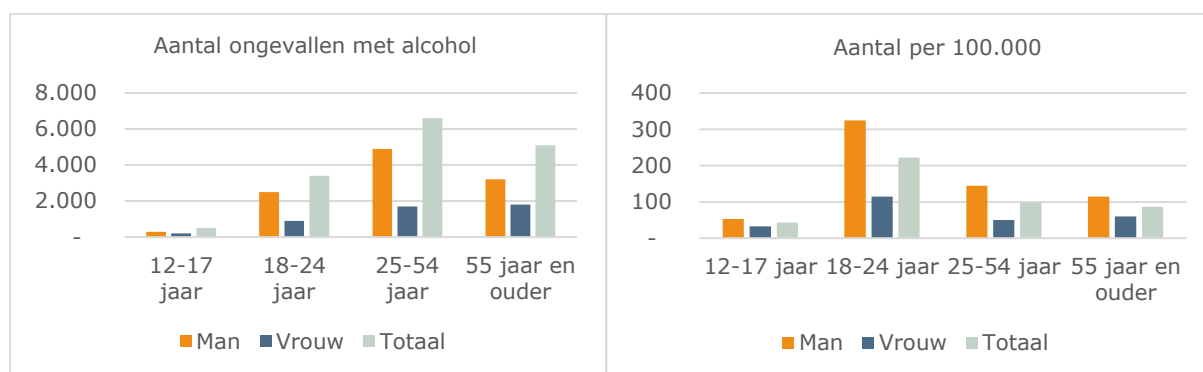 Aantal ongevallen met alcohol
8.000
6.000
4.000
2.000
-
12-17
jaar
18-24
jaar
25-54
jaar
55 jaar en
ouder
Man Vrouw Totaal
Aantal per 100.000
400
300
200
100
-
12-17 jaar 18-24 jaar 25-54 jaar 55 jaar en
ouder
Man Vrouw Totaal